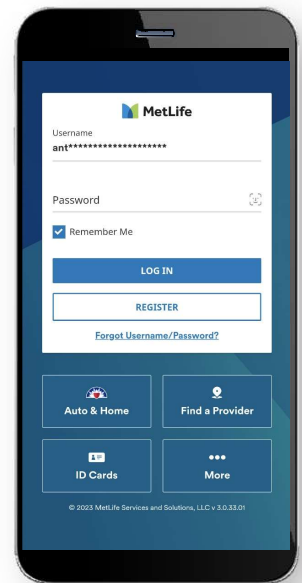 MetLife
Username
ant********************
Password
Remember Me
LOG IN
REGISTER
Forgot Username/Password?
Auto & Home
Find a Provider
ID Cards
More
© 2023 MetLife Services and Solutions, LLC v 3.0.33.01